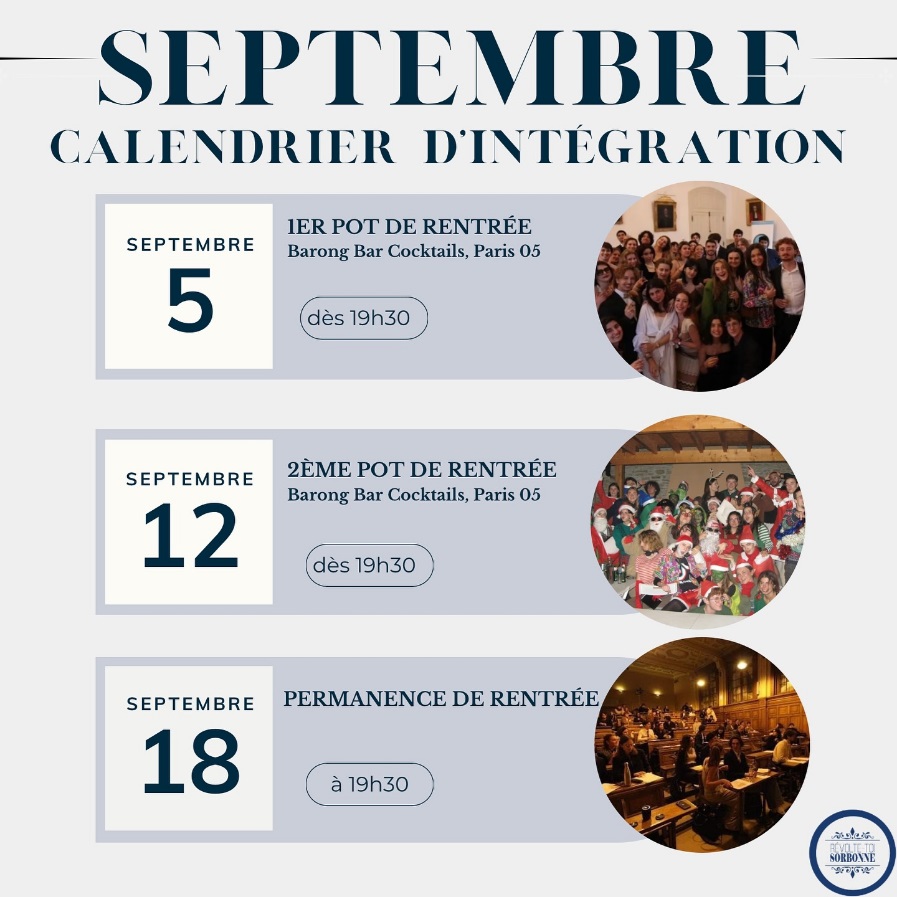 SEPTEMBRE
CALENDRIER D'INTÉGRATION
SEPTEMBRE
5
1ER POT DE RENTRÉE
Barong Bar Cocktails, Paris 05
dès 19h30
SEPTEMBRE
12
2ÈME POT DE RENTRÉE
Barong Bar Cocktails, Paris 05
dès 19h30
SEPTEMBRE
18
PERMANENCE DE RENTRÉE
à 19h30
RÉVOLTE-TOI
SORBONNE